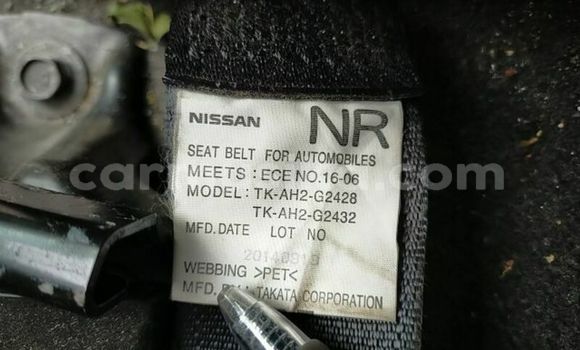 NISSAN NR
SEAT BELT FOR AUTOMOBILES
MEETS : ECE NO.16-06
MODEL: TK-AH2-G2428
TK-AH2-G2432
MFD.DATE LOT NO
WEBBING >PET<
MFD. TAKATA CORPORATION